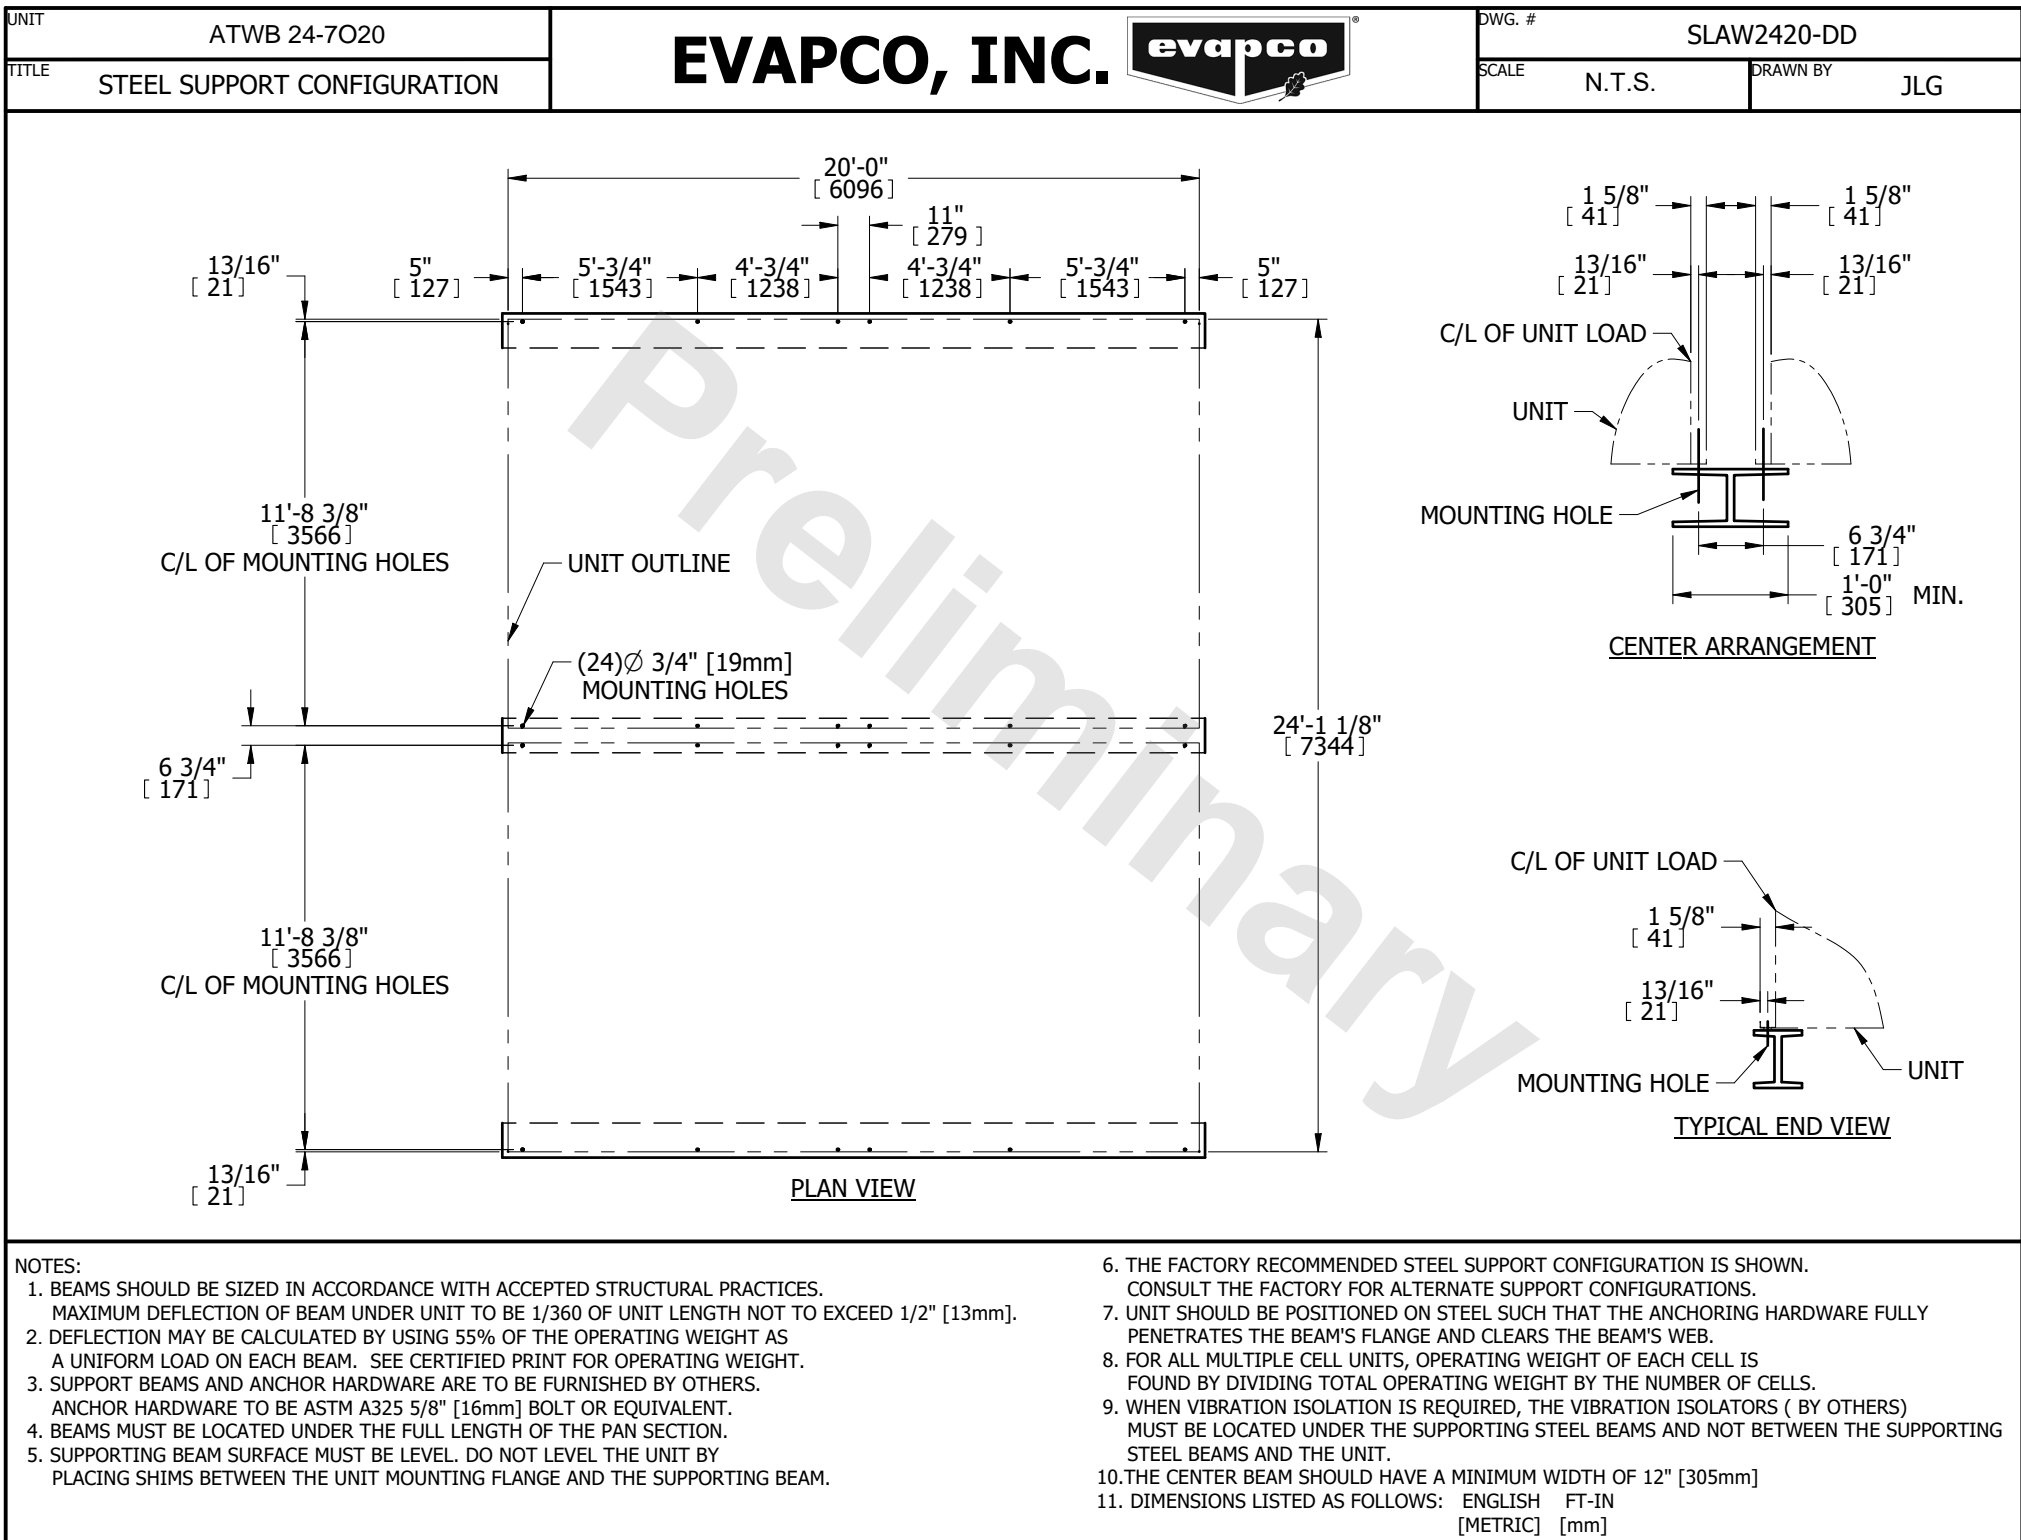 UNIT
ATWB 24-7O20
TITLE
STEEL SUPPORT CONFIGURATION
EVAPCO, INC.
evapco
®
DWG. #
SLAW2420-DD
SCALE
N.T.S.
DRAWN BY
JLG
20'-0"
[ 6096 ]
11"
[ 279 ]
13/16"
[ 21 ]
5"
[ 127 ]
5'-3/4"
[ 1543 ]
4'-3/4"
[ 1238 ]
4'-3/4"
[ 1238 ]
5'-3/4"
[ 1543 ]
5"
[ 127 ]
11'-8 3/8"
[ 3566 ]
C/L OF MOUNTING HOLES
UNIT OUTLINE
(24)∅ 3/4" [19mm]
MOUNTING HOLES
6 3/4"
[ 171 ]
24'-1 1/8"
[ 7344 ]
11'-8 3/8"
[ 3566 ]
C/L OF MOUNTING HOLES
13/16"
[ 21 ]
PLAN VIEW
Preliminary
1 5/8"
[ 41 ]
1 5/8"
[ 41 ]
13/16"
[ 21 ]
13/16"
[ 21 ]
C/L OF UNIT LOAD
UNIT
MOUNTING HOLE
6 3/4"
[ 171 ]
1'-0"
[ 305 ] MIN.
CENTER ARRANGEMENT
C/L OF UNIT LOAD
1 5/8"
[ 41 ]
13/16"
[ 21 ]
MOUNTING HOLE
UNIT
TYPICAL END VIEW
NOTES:
1. BEAMS SHOULD BE SIZED IN ACCORDANCE WITH ACCEPTED STRUCTURAL PRACTICES.
MAXIMUM DEFLECTION OF BEAM UNDER UNIT TO BE 1/360 OF UNIT LENGTH NOT TO EXCEED 1/2" [13mm].
2. DEFLECTION MAY BE CALCULATED BY USING 55% OF THE OPERATING WEIGHT AS
A UNIFORM LOAD ON EACH BEAM. SEE CERTIFIED PRINT FOR OPERATING WEIGHT.
3. SUPPORT BEAMS AND ANCHOR HARDWARE ARE TO BE FURNISHED BY OTHERS.
ANCHOR HARDWARE TO BE ASTM A325 5/8" [16mm] BOLT OR EQUIVALENT.
4. BEAMS MUST BE LOCATED UNDER THE FULL LENGTH OF THE PAN SECTION.
5. SUPPORTING BEAM SURFACE MUST BE LEVEL. DO NOT LEVEL THE UNIT BY
PLACING SHIMS BETWEEN THE UNIT MOUNTING FLANGE AND THE SUPPORTING BEAM.
6. THE FACTORY RECOMMENDED STEEL SUPPORT CONFIGURATION IS SHOWN.
CONSULT THE FACTORY FOR ALTERNATE SUPPORT CONFIGURATIONS.
7. UNIT SHOULD BE POSITIONED ON STEEL SUCH THAT THE ANCHORING HARDWARE FULLY
PENETRATES THE BEAM'S FLANGE AND CLEARS THE BEAM'S WEB.
8. FOR ALL MULTIPLE CELL UNITS, OPERATING WEIGHT OF EACH CELL IS
FOUND BY DIVIDING TOTAL OPERATING WEIGHT BY THE NUMBER OF CELLS.
9. WHEN VIBRATION ISOLATION IS REQUIRED, THE VIBRATION ISOLATORS ( BY OTHERS)
MUST BE LOCATED UNDER THE SUPPORTING STEEL BEAMS AND NOT BETWEEN THE SUPPORTING
STEEL BEAMS AND THE UNIT.
10.THE CENTER BEAM SHOULD HAVE A MINIMUM WIDTH OF 12" [305mm]
11. DIMENSIONS LISTED AS FOLLOWS: ENGLISH FT-IN
[METRIC] [mm]